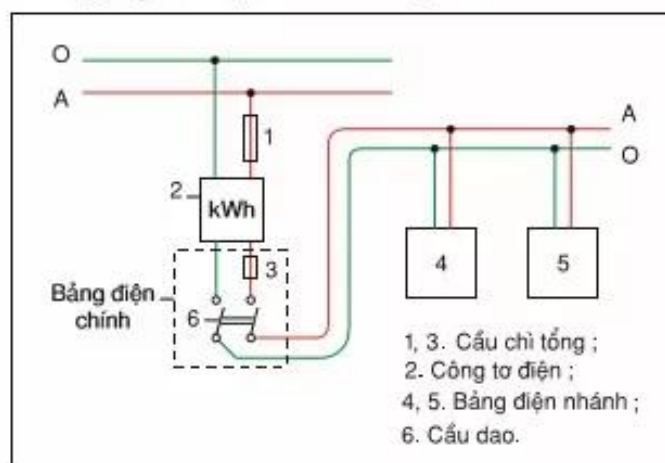 O
A
1
2
kWh
3
Bảng điện
chính
6
A
O
4
5
1, 3. Cầu chì tổng ;
2. Công tơ điện ;
4, 5. Bảng điện nhánh ;
6. Cầu dao.